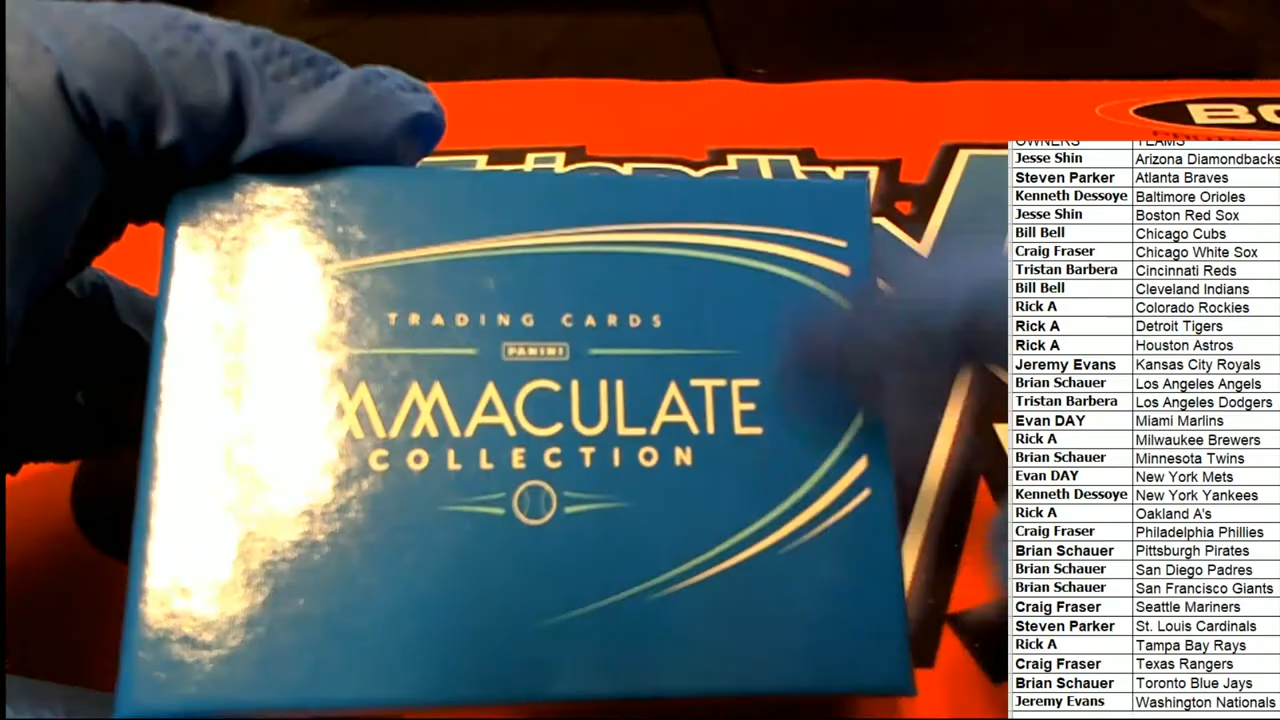 TRADING CARDS
PANINI
IMMACULATE
COLLECTION
OWNERS TEAMS
Jesse Shin Arizona Diamondbacks
Steven Parker Atlanta Braves
Kenneth Dessoye Baltimore Orioles
Jesse Shin Boston Red Sox
Bill Bell Chicago Cubs
Craig Fraser Chicago White Sox
Tristan Barbera Cincinnati Reds
Bill Bell Cleveland Indians
Rick A Colorado Rockies
Rick A Detroit Tigers
Rick A Houston Astros
Jeremy Evans Kansas City Royals
Brian Schauer Los Angeles Angels
Tristan Barbera Los Angeles Dodgers
Evan DAY Miami Marlins
Rick A Milwaukee Brewers
Brian Schauer Minnesota Twins
Evan DAY New York Mets
Kenneth Dessoye New York Yankees
Rick A Oakland A's
Craig Fraser Philadelphia Phillies
Brian Schauer Pittsburgh Pirates
Brian Schauer San Diego Padres
Brian Schauer San Francisco Giants
Craig Fraser Seattle Mariners
Steven Parker St. Louis Cardinals
Rick A Tampa Bay Rays
Craig Fraser Texas Rangers
Brian Schauer Toronto Blue Jays
Jeremy Evans Washington Nationals